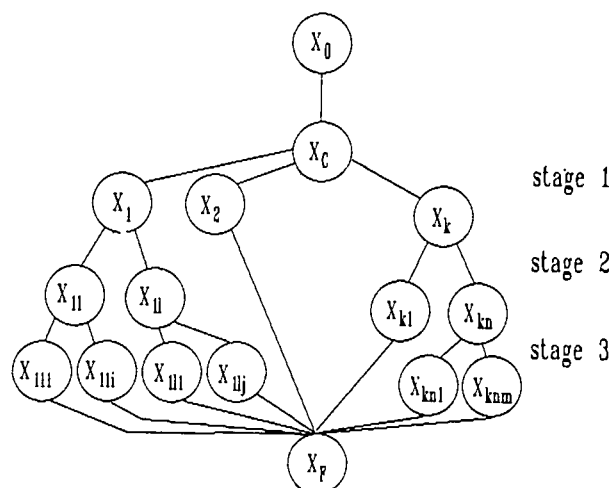 X0
XC
stage 1
X1
X2
Xk
stage 2
X11
X1l
Xk1
Xkn
stage 3
X111
X11i
X1l1
X1lj
Xkn1
Xknm
XF